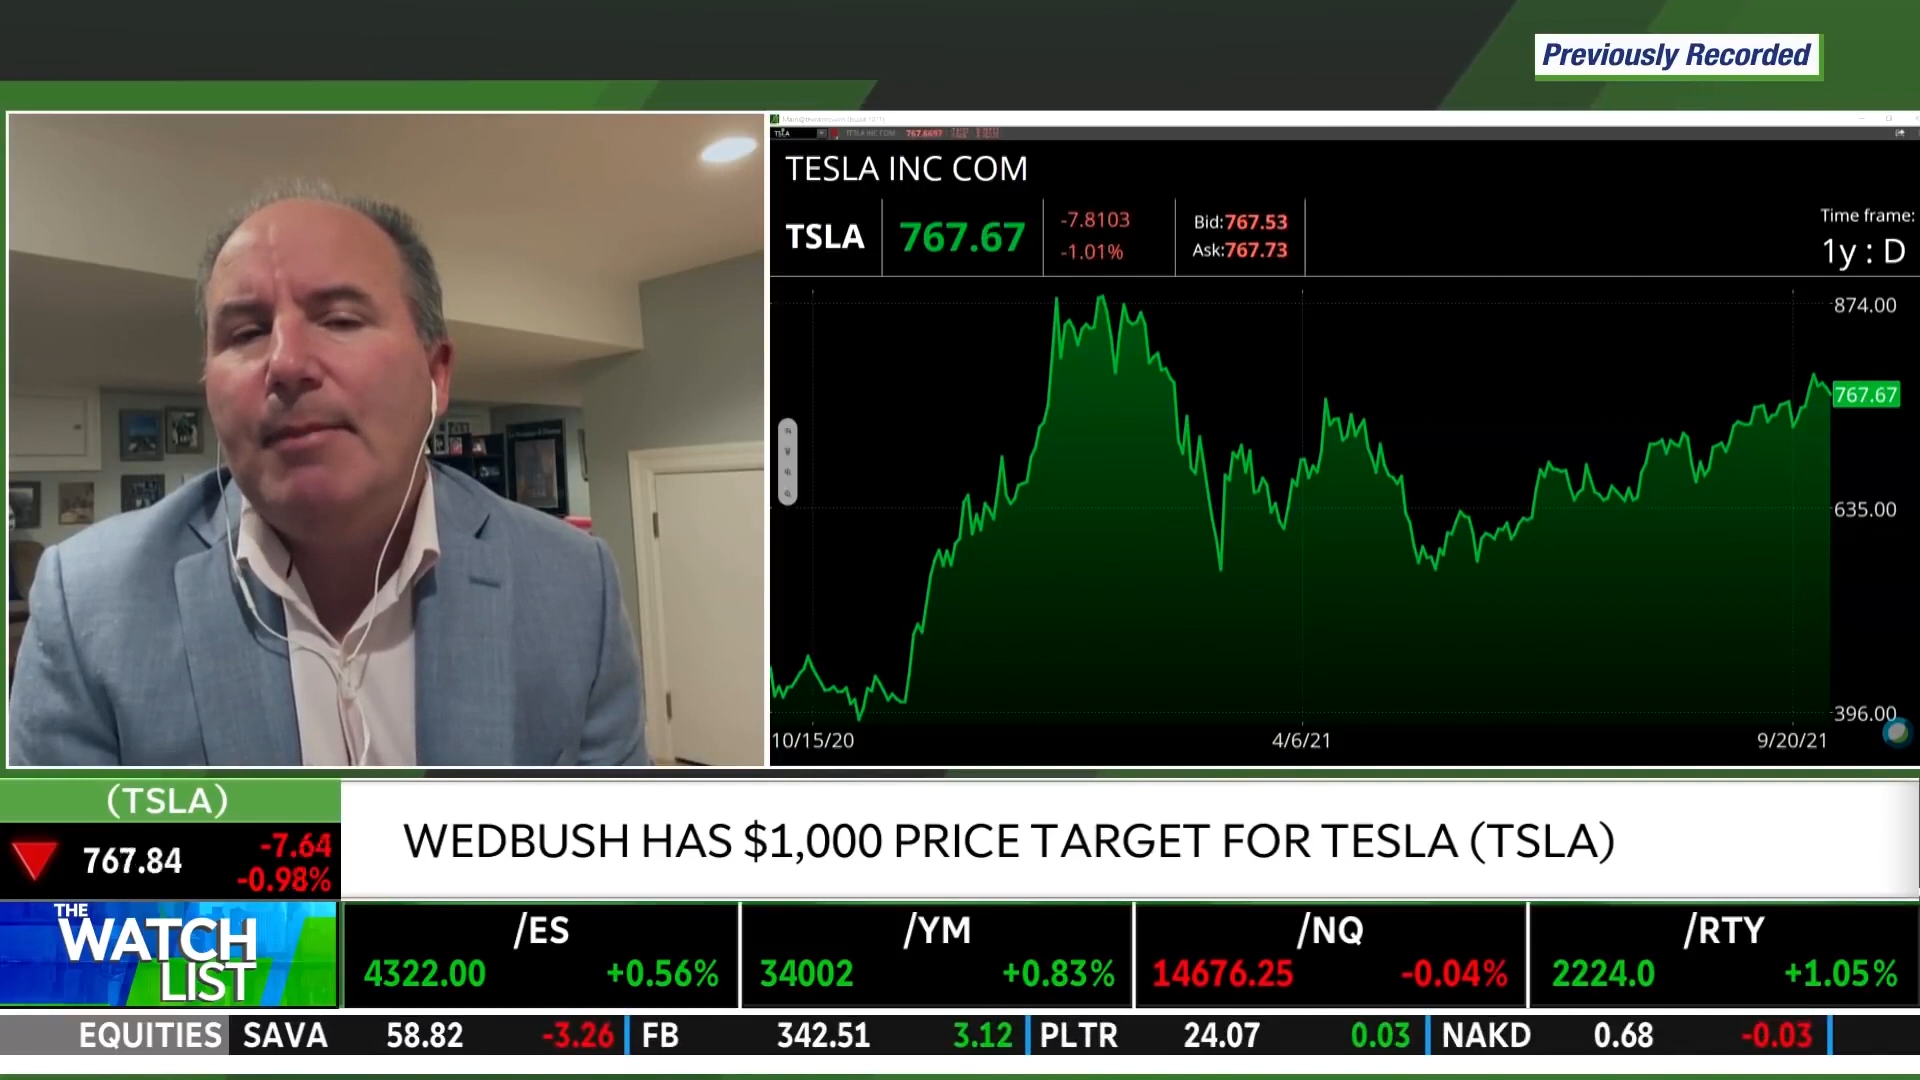 Previously Recorded
TSLA
TESLA INC COM
TESLA INC COM
TSLA
767.67
-7.8103
-1.01%
Bid:767.53
Ask:767.73
Time frame:
1y : D
874.00
767.67
635.00
396.00
10/15/20
4/6/21
9/20/21
(TSLA)
767.84
-7.64
-0.98%
WEDBUSH HAS $1,000 PRICE TARGET FOR TESLA (TSLA)
THE
WATCH
LIST
/ES
4322.00 +0.56%
/YM
34002 +0.83%
/NQ
14676.25 -0.04%
/RTY
2224.0 +1.05%
EQUITIES SAVA 58.82 -3.26 FB 342.51 3.12 PLTR 24.07 0.03 NAKD 0.68 -0.03